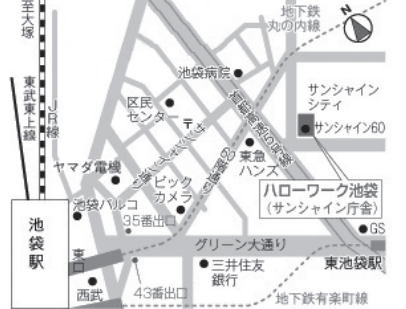 至大塚
地下鉄
丸の内線
東武東上線
JR線
池袋病院
区民
センター
〒
サンシャイン通り
首都高速5号線
60階通り
サンシャイン
シティ
サンシャイン60
ヤマダ電機
東急
ハンズ
ビック
カメラ
ハローワーク池袋
(サンシャイン庁舎)
池袋パルコ
35番出口
池袋駅
東口
グリーン大通り
GS
東池袋駅
西武
43番出口
三井住友
銀行
地下鉄有楽町線